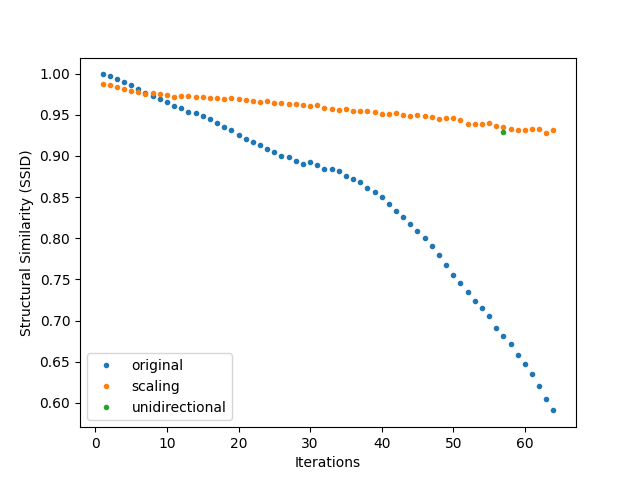 1.00
0.95
0.90
0.85
0.80
0.75
0.70
0.65
0.60
Structural Similarity (SSID)
original
scaling
unidirectional
0 10 20 30 40 50 60
Iterations